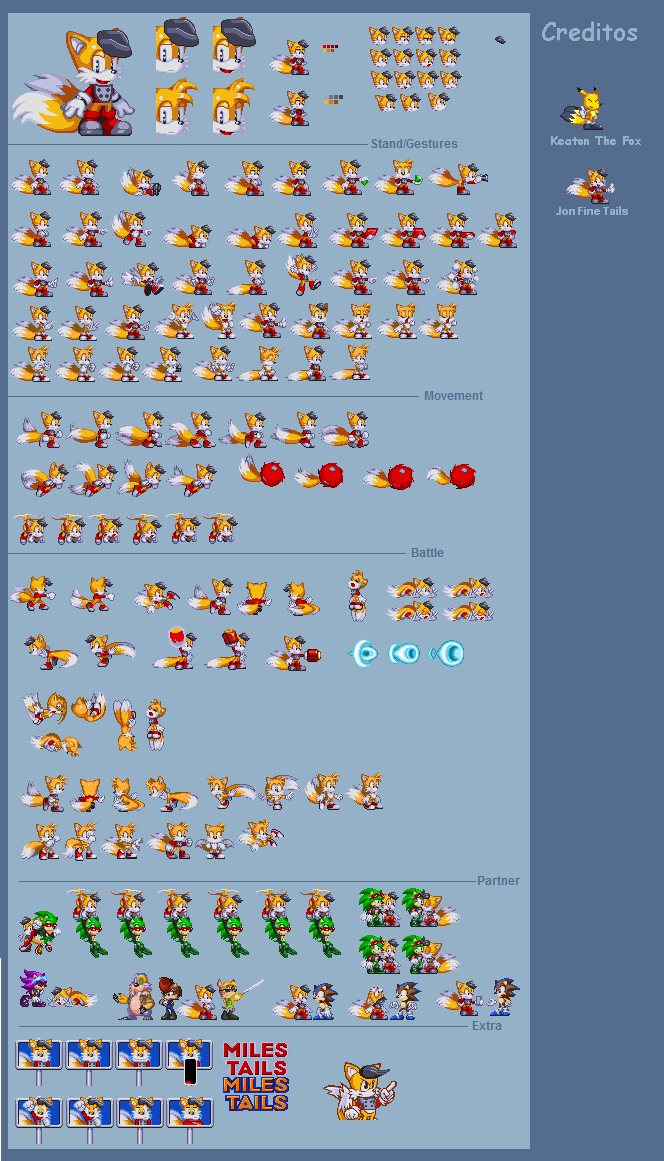 Creditos
Keaton The Fox
Jon Fine Tails
Stand/Gestures
Movement
Battle
Partner
Extra
MILES
TAILS
MILES
TAILS